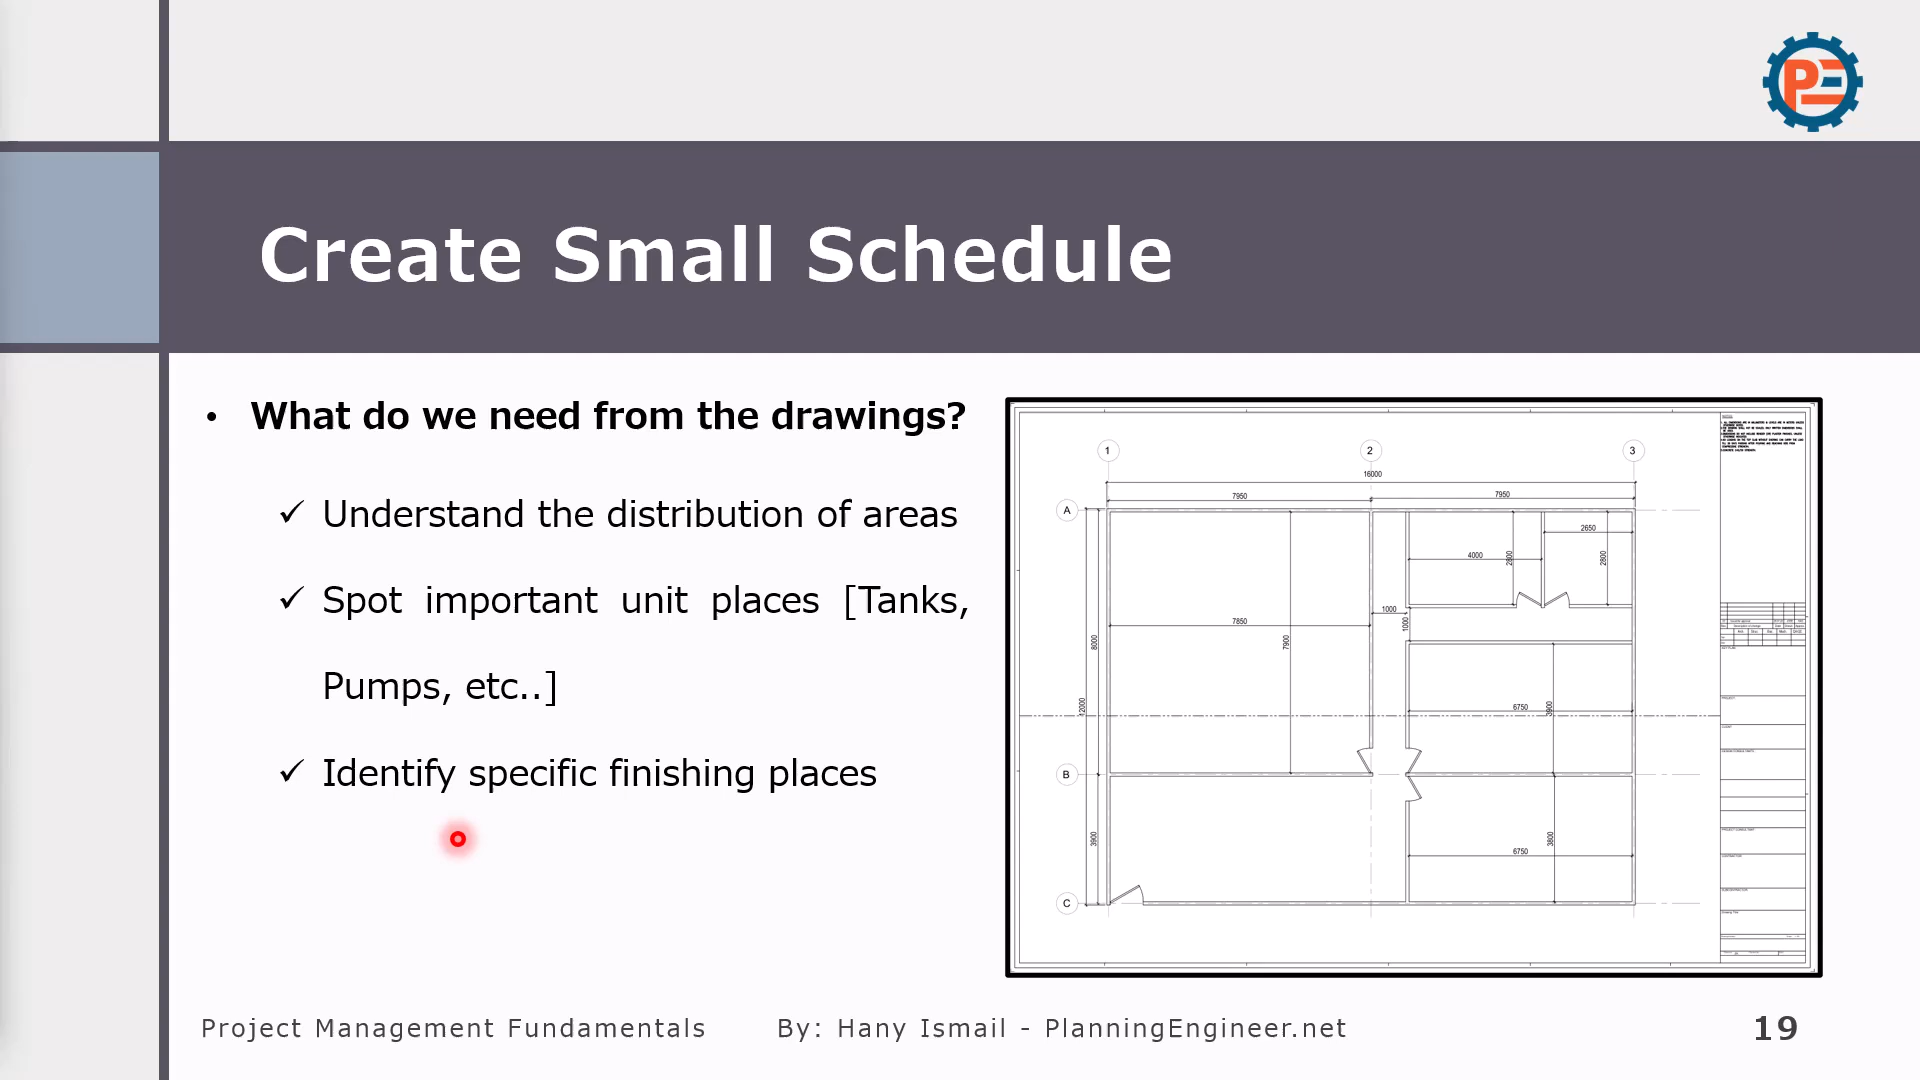 PE
Create Small Schedule
• What do we need from the drawings?
✓ Understand the distribution of areas
✓ Spot important unit places [Tanks,
Pumps, etc..]
✓ Identify specific finishing places
1 2 3
16000
7950 7950
A
2650
4000 2800 2800
1000
1000
7850
7900
8000
12000
6750 3900
B
3900
6750 3800
C
Project Management Fundamentals By: Hany Ismail - PlanningEngineer.net 19